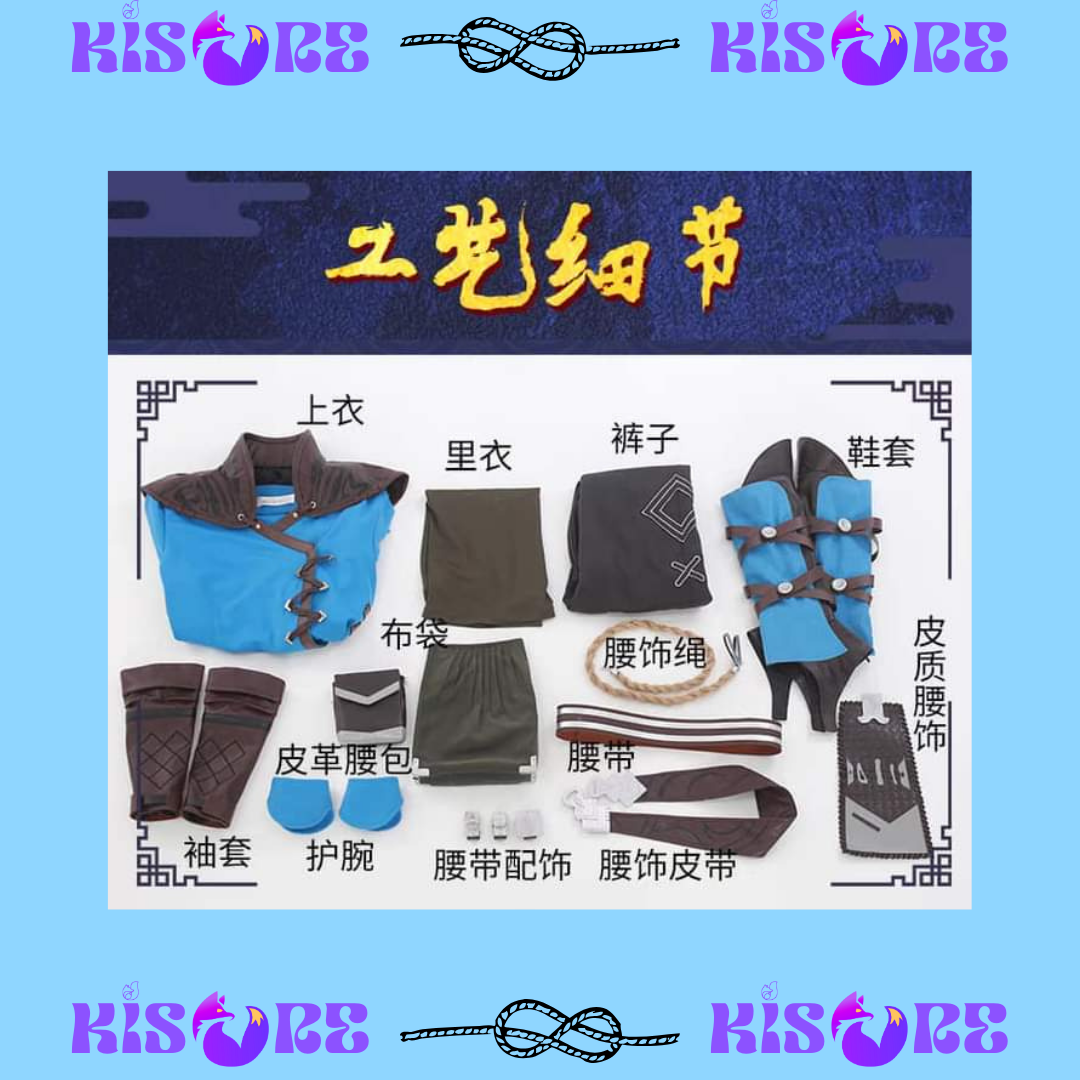 KISURE KISURE
工艺细节
上衣
里衣
裤子
鞋套
布袋
腰饰绳
皮质腰饰
皮革腰包
腰带
袖套
护腕
腰带配饰
腰饰皮带
KISURE KISURE